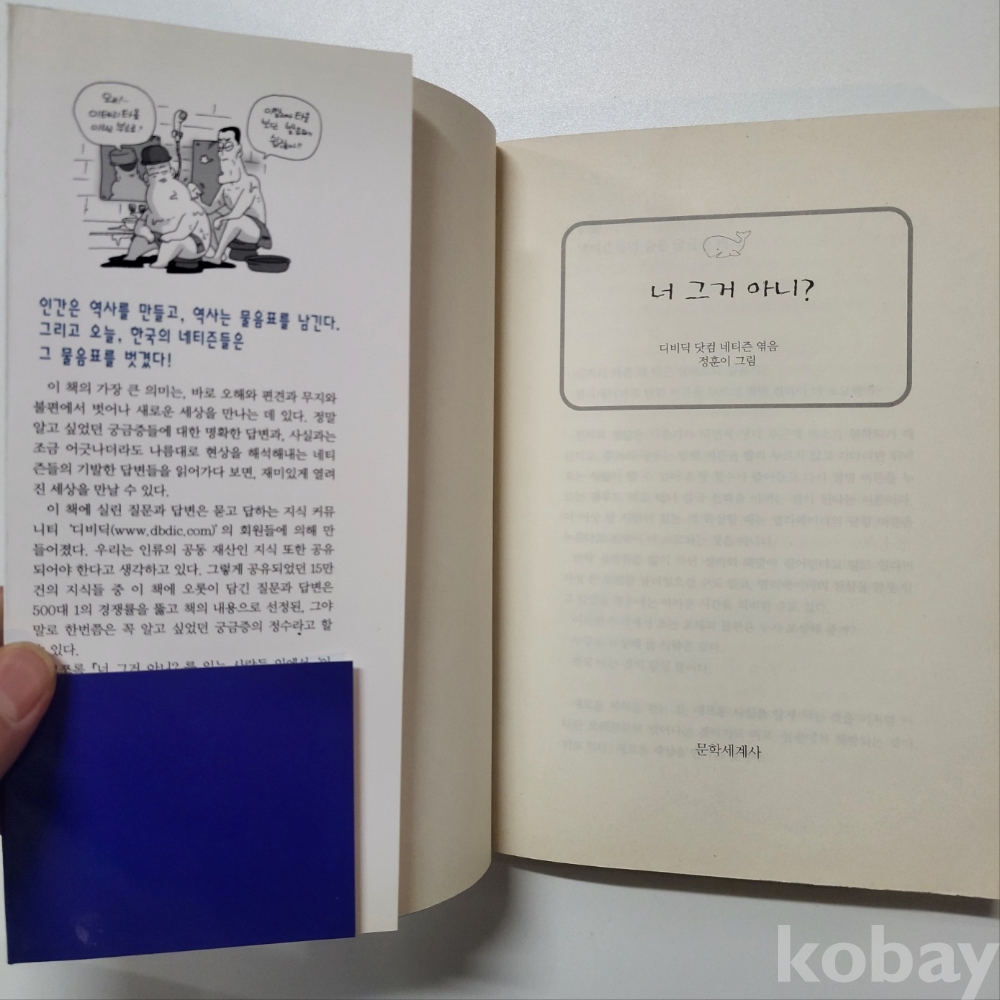 오!~
이태리타올
인간은 역사를 만들고, 역사는 물음표를 남긴다.
그리고 오늘, 한국의 네티즌들은
그 물음표를 벗겼다!
이 책의 가장 큰 의미는, 바로 오해와 편견과 무지와
불편에서 벗어나 새로운 세상을 만나는 데 있다. 정말
알고 싶었던 궁금증들에 대한 명확한 답변과, 사실과는
조금 어긋나더라도 나름대로 현상을 해석해내는 네티
즌들의 기발한 답변들을 읽어가다 보면, 재미있게 열려
진 세상을 만날 수 있다.
이 책에 실린 질문과 답변은 묻고 답하는 지식 커뮤
니티 '디비딕(www.dbdic.com)'의 회원들에 의해 만
들어졌다. 우리는 인류의 공동 재산인 지식 또한 공유
되어야 한다고 생각하고 있다. 그렇게 공유되었던 15만
건의 지식들 중 이 책에 오롯이 담긴 질문과 답변은
500대 1의 경쟁률을 뚫고 책의 내용으로 선정된, 그야
말로 한번쯤은 꼭 알고 싶었던 궁금증의 정수라고 할
수 있다.
『너 그거 아니?』를 읽는 사람들
너 그거 아니?
디비딕 닷컴 네티즌 엮음
정훈이 그림
문학세계사
kobay